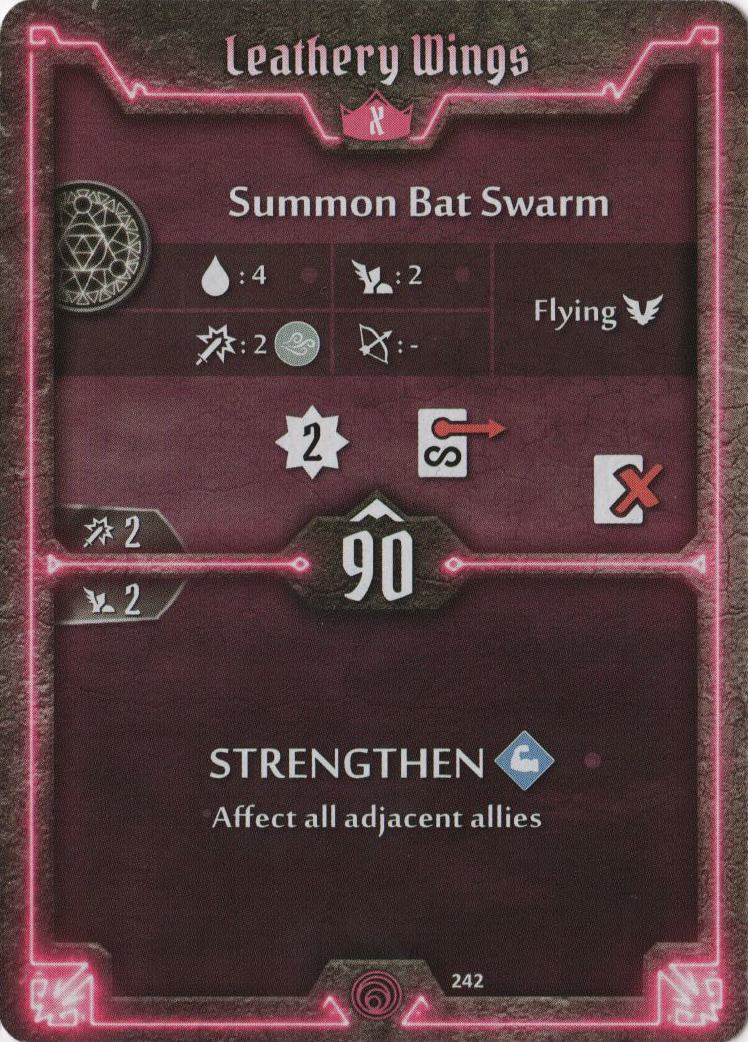 Leathery Wings
X
Summon Bat Swarm
: 4
: 2
Flying
: 2
: -
2
2
90
2
STRENGTHEN
Affect all adjacent allies
242